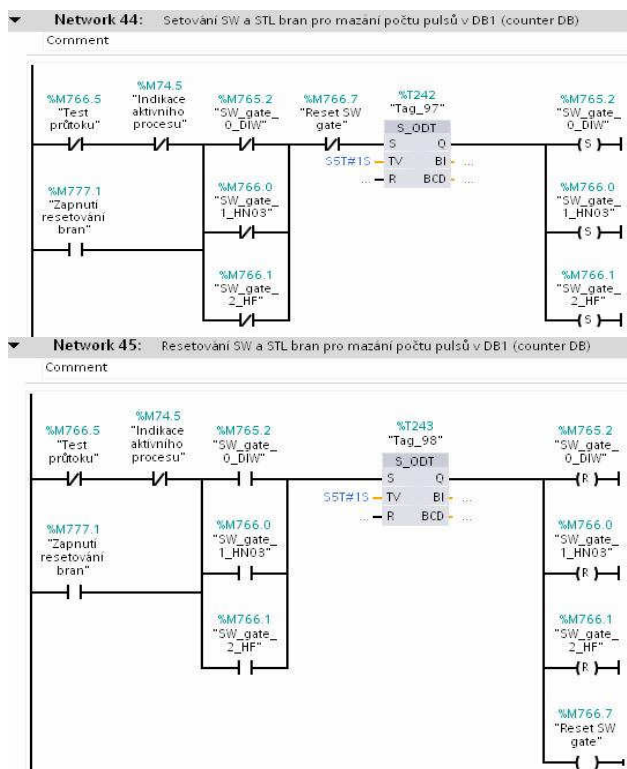 Network 44: Setování SW a STL bran pro mazání počtu pulsů v DB1 (counter DB)
Comment
%M766.5
"Test
průtoku"
%M74.5
"Indikace
aktivního
procesu"
%M765.2
"SW_gate_
0_DIW"
%M766.7
"Reset SW
gate"
%T242
"Tag_97"
S_ODT
S Q
S5T#1S TV BI ...
... R BCD ...
%M765.2
"SW_gate_
0_DIW"
S
%M777.1
"Zapnutí
resetování
bran"
%M766.0
"SW_gate_
1_HN03"
%M766.0
"SW_gate_
1_HN03"
S
%M766.1
"SW_gate_
2_HF"
%M766.1
"SW_gate_
2_HF"
S
Network 45: Resetování SW a STL bran pro mazání počtu pulsů v DB1 (counter DB)
Comment
%M766.5
"Test
průtoku"
%M74.5
"Indikace
aktivního
procesu"
%M765.2
"SW_gate_
0_DIW"
%T243
"Tag_98"
S_ODT
S Q
S5T#1S TV BI ...
... R BCD ...
%M765.2
"SW_gate_
0_DIW"
R
%M777.1
"Zapnutí
resetování
bran"
%M766.0
"SW_gate_
1_HN03"
%M766.0
"SW_gate_
1_HN03"
R
%M766.1
"SW_gate_
2_HF"
%M766.1
"SW_gate_
2_HF"
R
%M766.7
"Reset SW
gate"